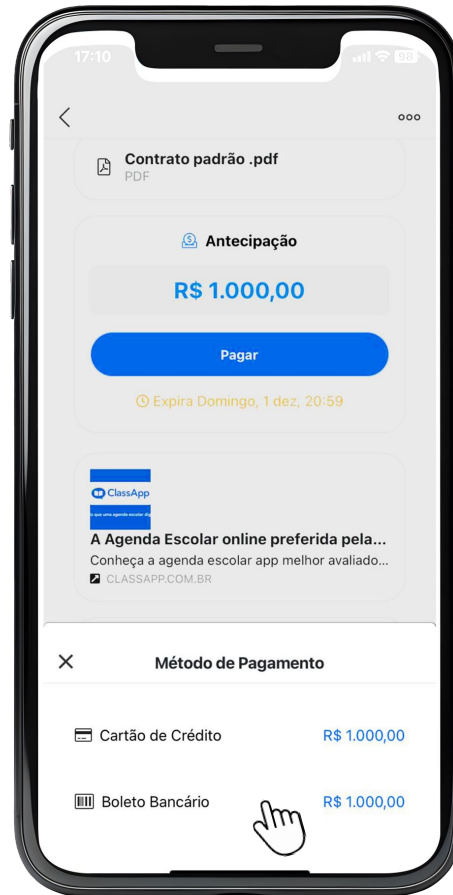 17:10
98
Contrato padrão .pdf
PDF
Antecipação
R$ 1.000,00
Pagar
Expira Domingo, 1 dez, 20:59
ClassApp
A Agenda Escolar online preferida pela...
Conheça a agenda escolar app melhor avaliado...
CLASSAPP.COM.BR
Método de Pagamento
Cartão de Crédito R$ 1.000,00
Boleto Bancário R$ 1.000,00